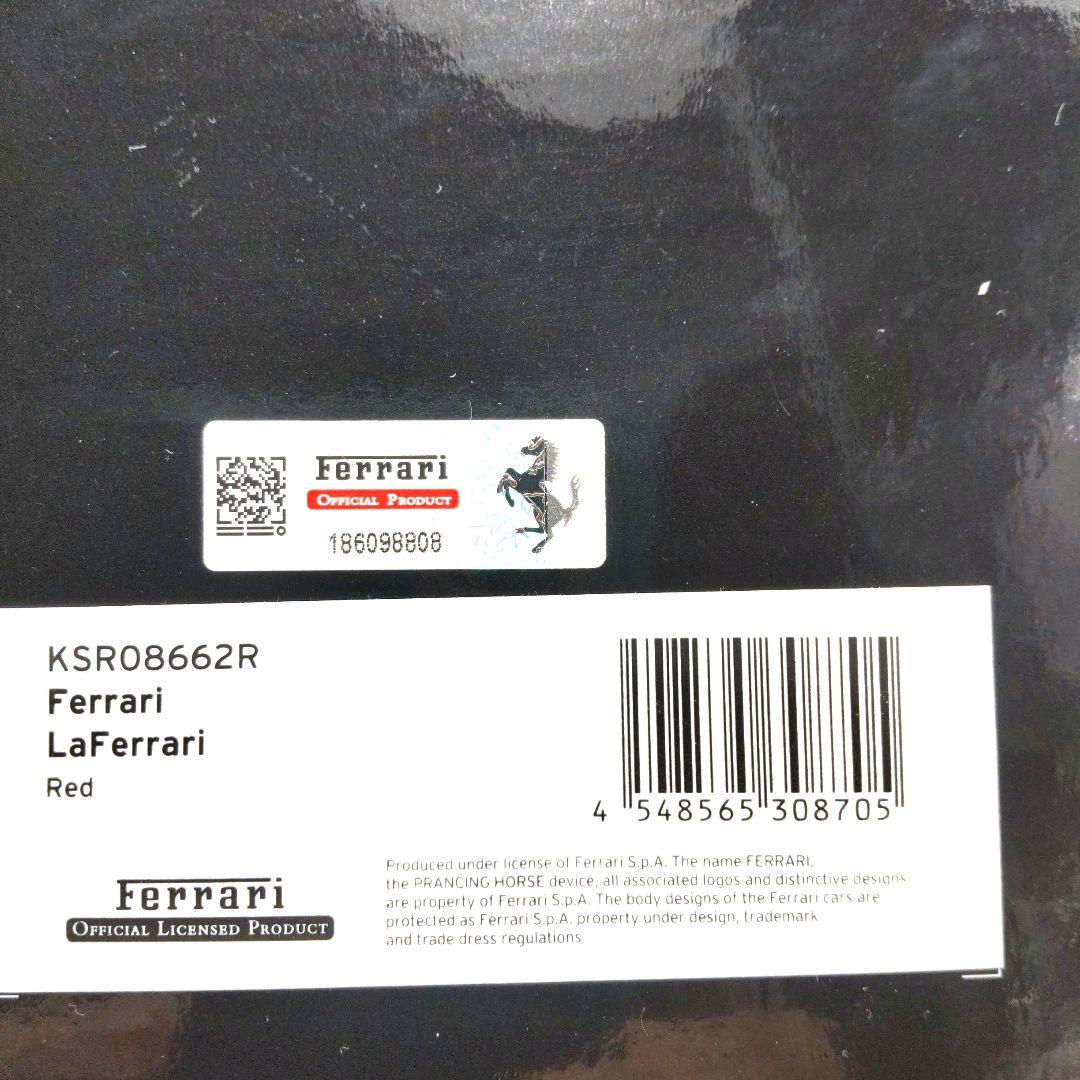 Ferrari
OFFICIAL PRODUCT
186098808
KSR08662R
Ferrari
LaFerrari
Red
4 548565 308705
Ferrari
OFFICIAL LICENSED PRODUCT
Produced under license of Ferrari S.p.A. The name FERRARI,
the PRANCING HORSE device, all associated logos and distinctive designs
are property of Ferrari S.p.A. The body designs of the Ferrari cars are
protected as Ferrari S.p.A. property under design, trademark
and trade dress regulations